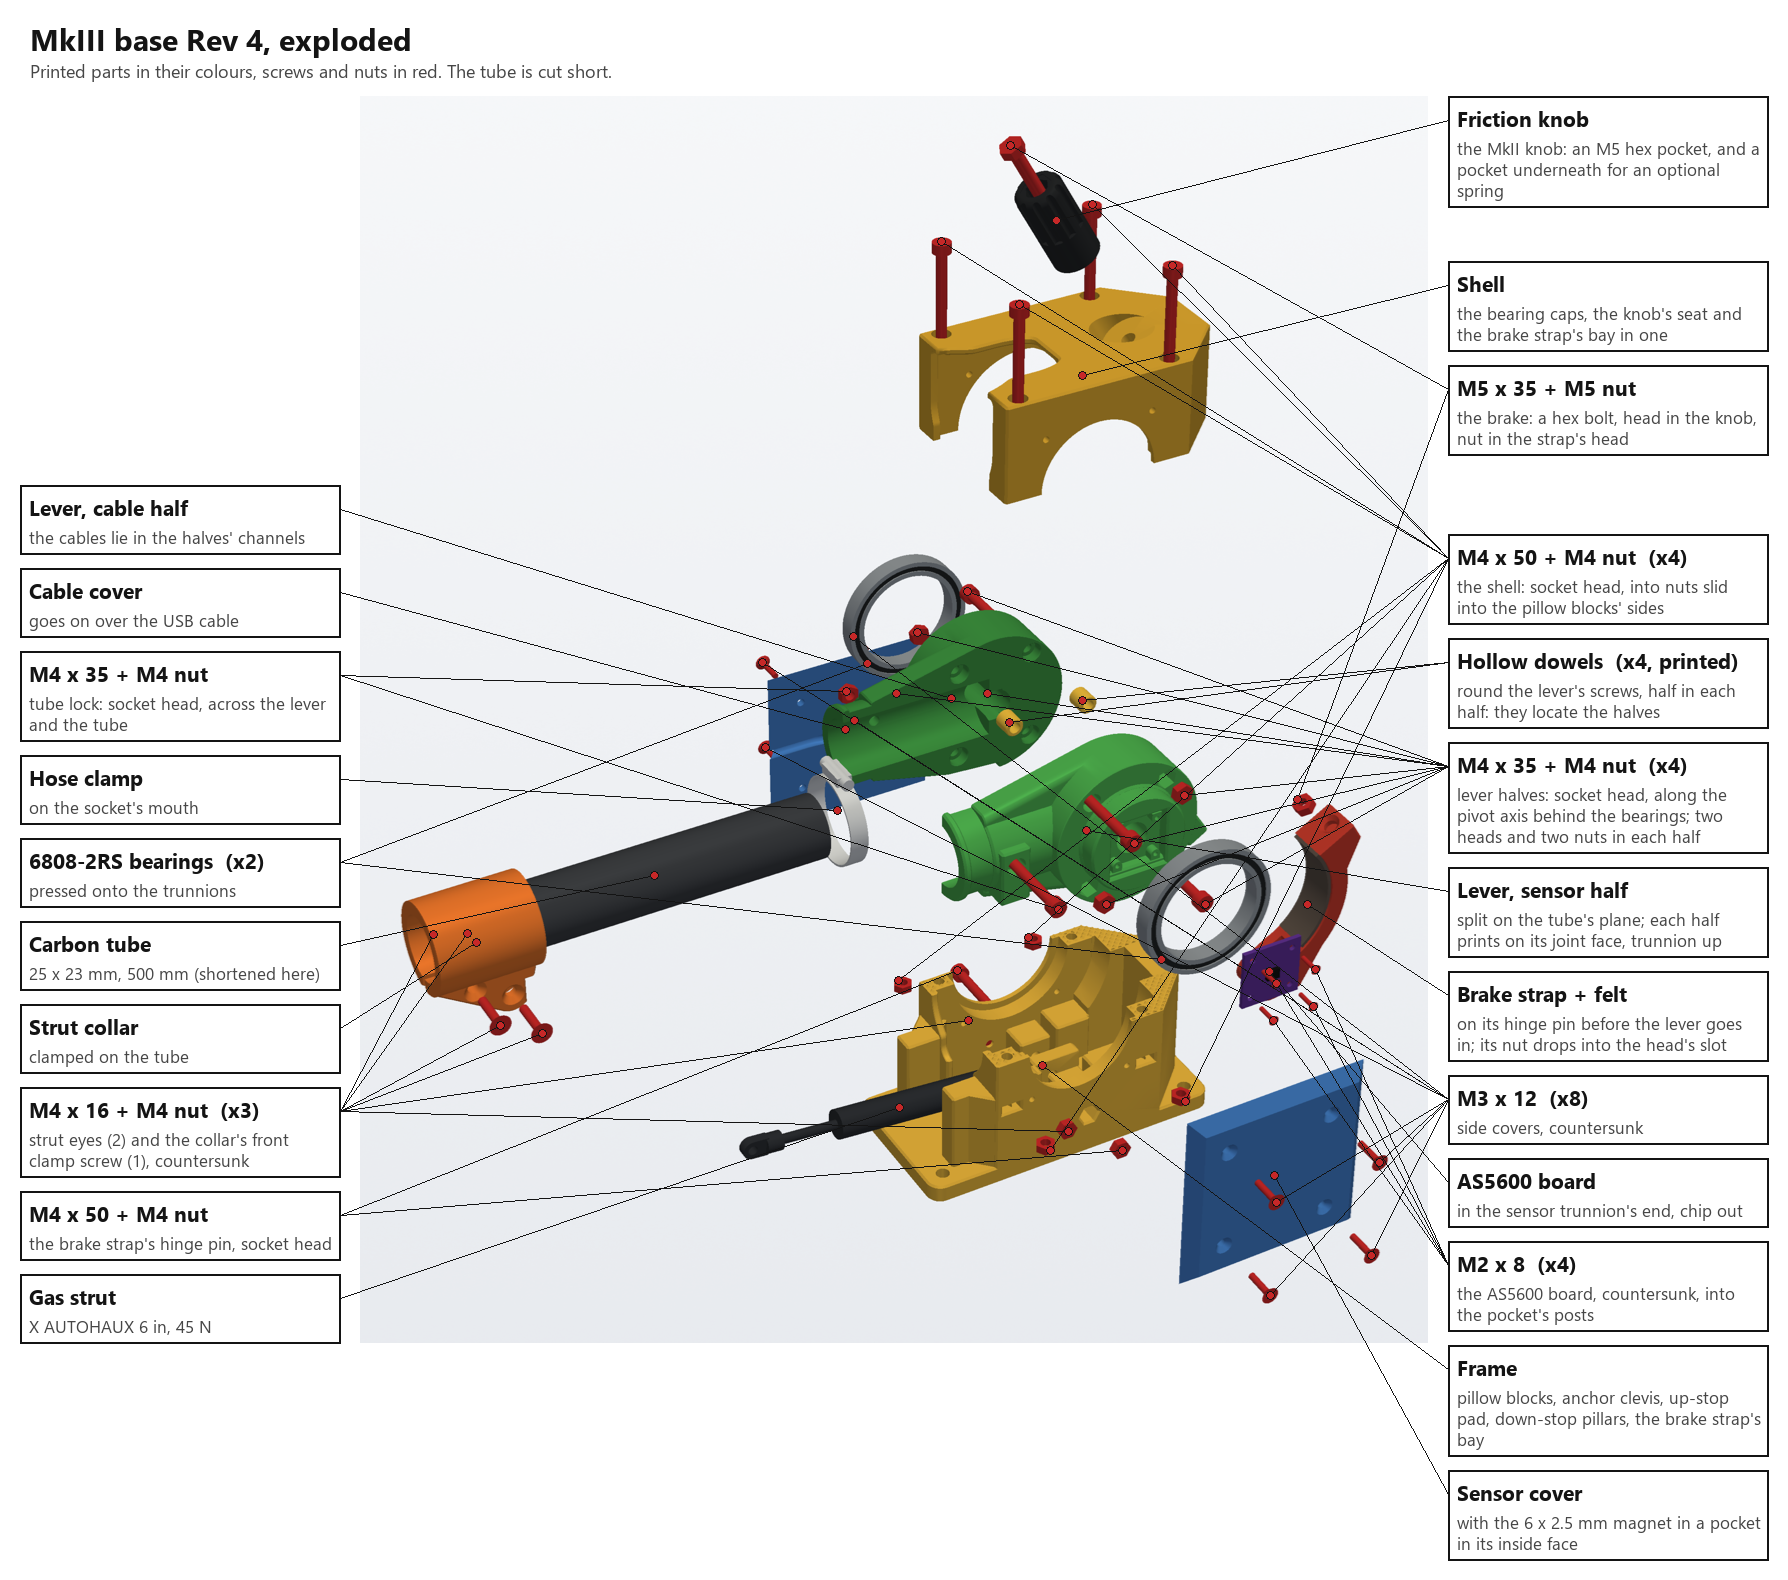 MkIII base Rev 4, exploded
Printed parts in their colours, screws and nuts in red. The tube is cut short.
Lever, cable half
the cables lie in the halves' channels
Cable cover
goes on over the USB cable
M4 x 35 + M4 nut
tube lock: socket head, across the lever
and the tube
Hose clamp
on the socket's mouth
6808-2RS bearings (x2)
pressed onto the trunnions
Carbon tube
25 x 23 mm, 500 mm (shortened here)
Strut collar
clamped on the tube
M4 x 16 + M4 nut (x3)
strut eyes (2) and the collar's front
clamp screw (1), countersunk
M4 x 50 + M4 nut
the brake strap's hinge pin, socket head
Gas strut
X AUTOHAUX 6 in, 45 N
Friction knob
the MkII knob: an M5 hex pocket, and a
pocket underneath for an optional
spring
Shell
the bearing caps, the knob's seat and
the brake strap's bay in one
M5 x 35 + M5 nut
the brake: a hex bolt, head in the knob,
nut in the strap's head
M4 x 50 + M4 nut (x4)
the shell: socket head, into nuts slid
into the pillow blocks' sides
Hollow dowels (x4, printed)
round the lever's screws, half in each
half: they locate the halves
M4 x 35 + M4 nut (x4)
lever halves: socket head, along the
pivot axis behind the bearings; two
heads and two nuts in each half
Lever, sensor half
split on the tube's plane; each half
prints on its joint face, trunnion up
Brake strap + felt
on its hinge pin before the lever goes
in; its nut drops into the head's slot
M3 x 12 (x8)
side covers, countersunk
AS5600 board
in the sensor trunnion's end, chip out
M2 x 8 (x4)
the AS5600 board, countersunk, into
the pocket's posts
Frame
pillow blocks, anchor clevis, up-stop
pad, down-stop pillars, the brake strap's
bay
Sensor cover
with the 6 x 2.5 mm magnet in a pocket
in its inside face